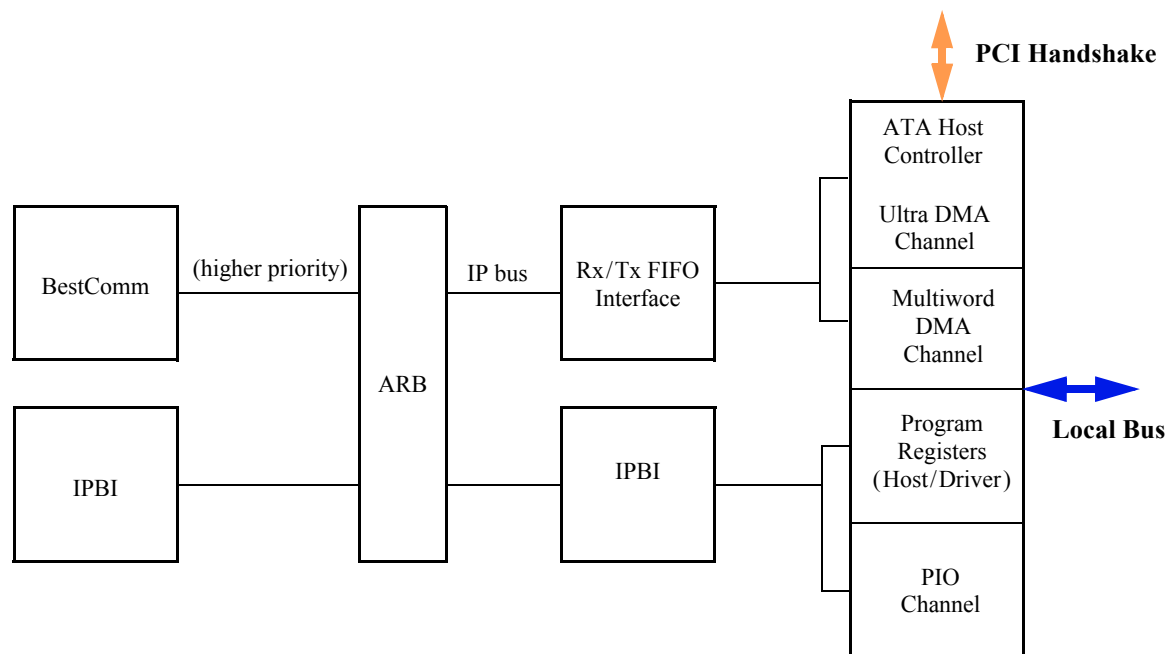 PCI Handshake
ATA Host
Controller
Ultra DMA
Channel
BestComm
(higher priority)
ARB
IP bus
Rx/Tx FIFO
Interface
Multiword
DMA
Channel
Local Bus
IPBI
IPBI
Program
Registers
(Host/Driver)
PIO
Channel